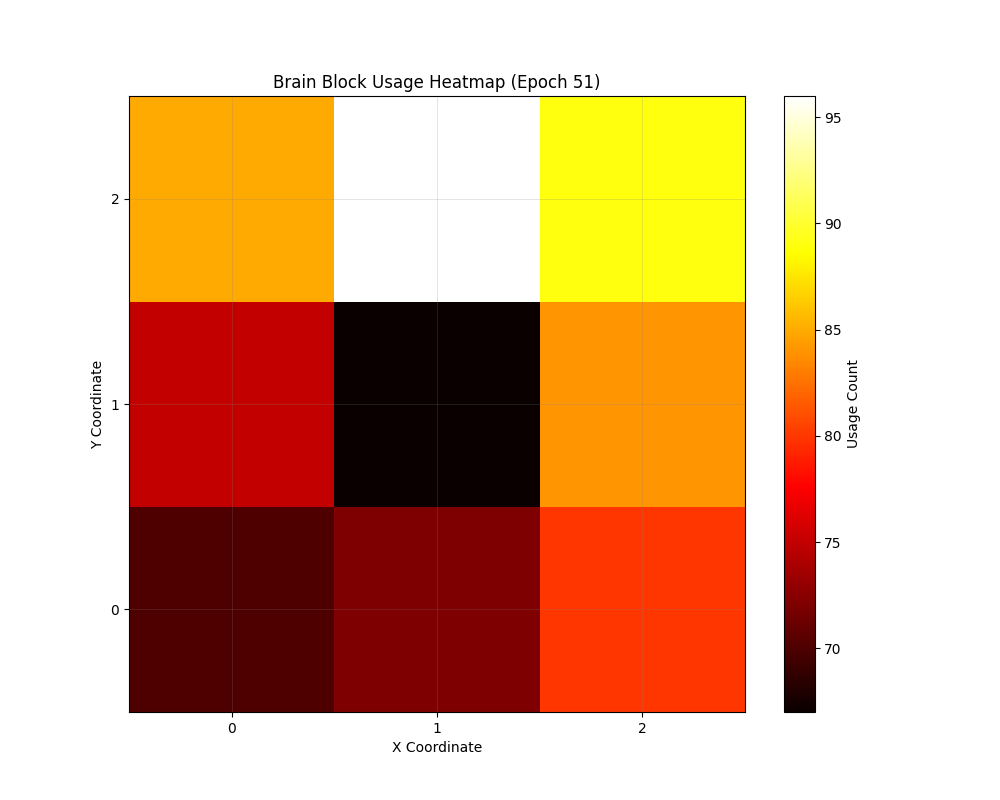 Brain Block Usage Heatmap (Epoch 51)
2
1
0
Y Coordinate
0 1 2
X Coordinate
95
90
85
80
75
70
Usage Count